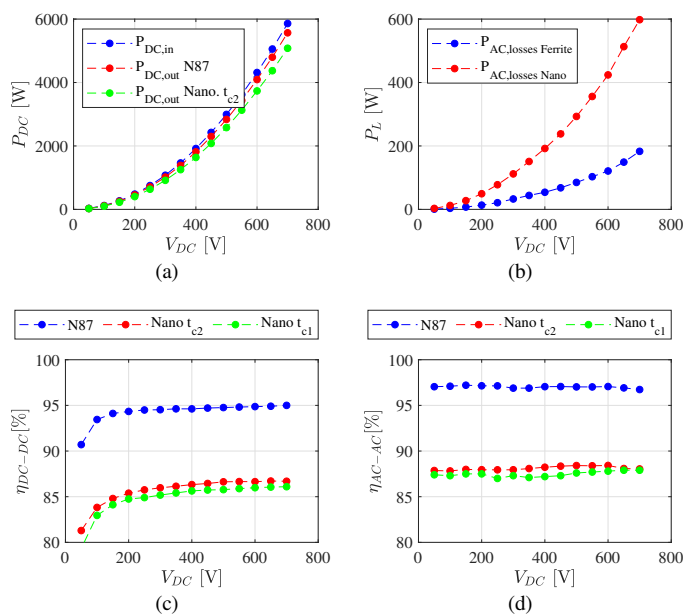 6000
4000
2000
0
P_DC [W]
P_DC,in
P_DC,out N87
P_DC,out Nano. t_c2
0 200 400 600 800
V_DC [V]
(a)
600
400
200
0
P_L [W]
P_AC,losses Ferrite
P_AC,losses Nano
0 200 400 600 800
V_DC [V]
(b)
N87 Nano t_c2 Nano t_c1
100
95
90
85
80
η_DC−DC [%]
0 200 400 600 800
V_DC [V]
(c)
N87 Nano t_c2 Nano t_c1
100
95
90
85
80
η_AC−AC [%]
0 200 400 600 800
V_DC [V]
(d)